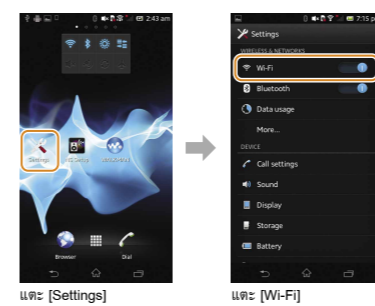 2:43 am
Settings
Browser
Dial
แตะ [Settings]
7:15 p
Settings
WIRELESS & NETWORKS
Wi-Fi
Bluetooth
Data usage
More...
DEVICE
Call settings
Sound
Display
Storage
Battery
แตะ [Wi-Fi]